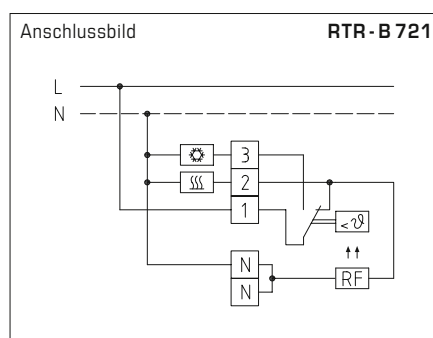 Anschlussbild RTR-B 721
L
N
3
2
1
< ϑ
N
RF
N